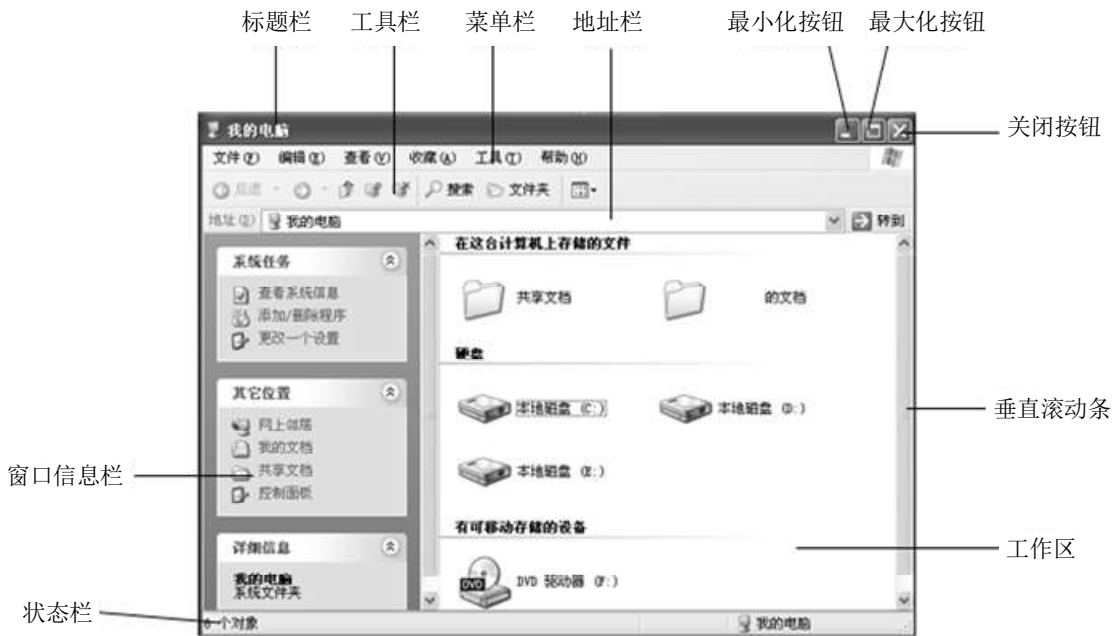 标题栏 工具栏 菜单栏 地址栏 最小化按钮 最大化按钮
关闭按钮
我的电脑
文件(F) 编辑(E) 查看(V) 收藏(A) 工具(T) 帮助(H)
后退 搜索 文件夹
地址(D) 我的电脑 转到
系统任务
查看系统信息
添加/删除程序
更改一个设置
其它位置
网上邻居
我的文档
共享文档
控制面板
详细信息
我的电脑
系统文件夹
在这台计算机上存储的文件
共享文档 的文档
硬盘
本地磁盘 (C:) 本地磁盘 (D:)
本地磁盘 (E:)
有可移动存储的设备
DVD DVD 驱动器 (F:)
垂直滚动条
窗口信息栏
工作区
状态栏
个对象 我的电脑